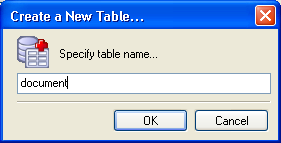 Create a New Table...
Specify table name...
document
OK
Cancel